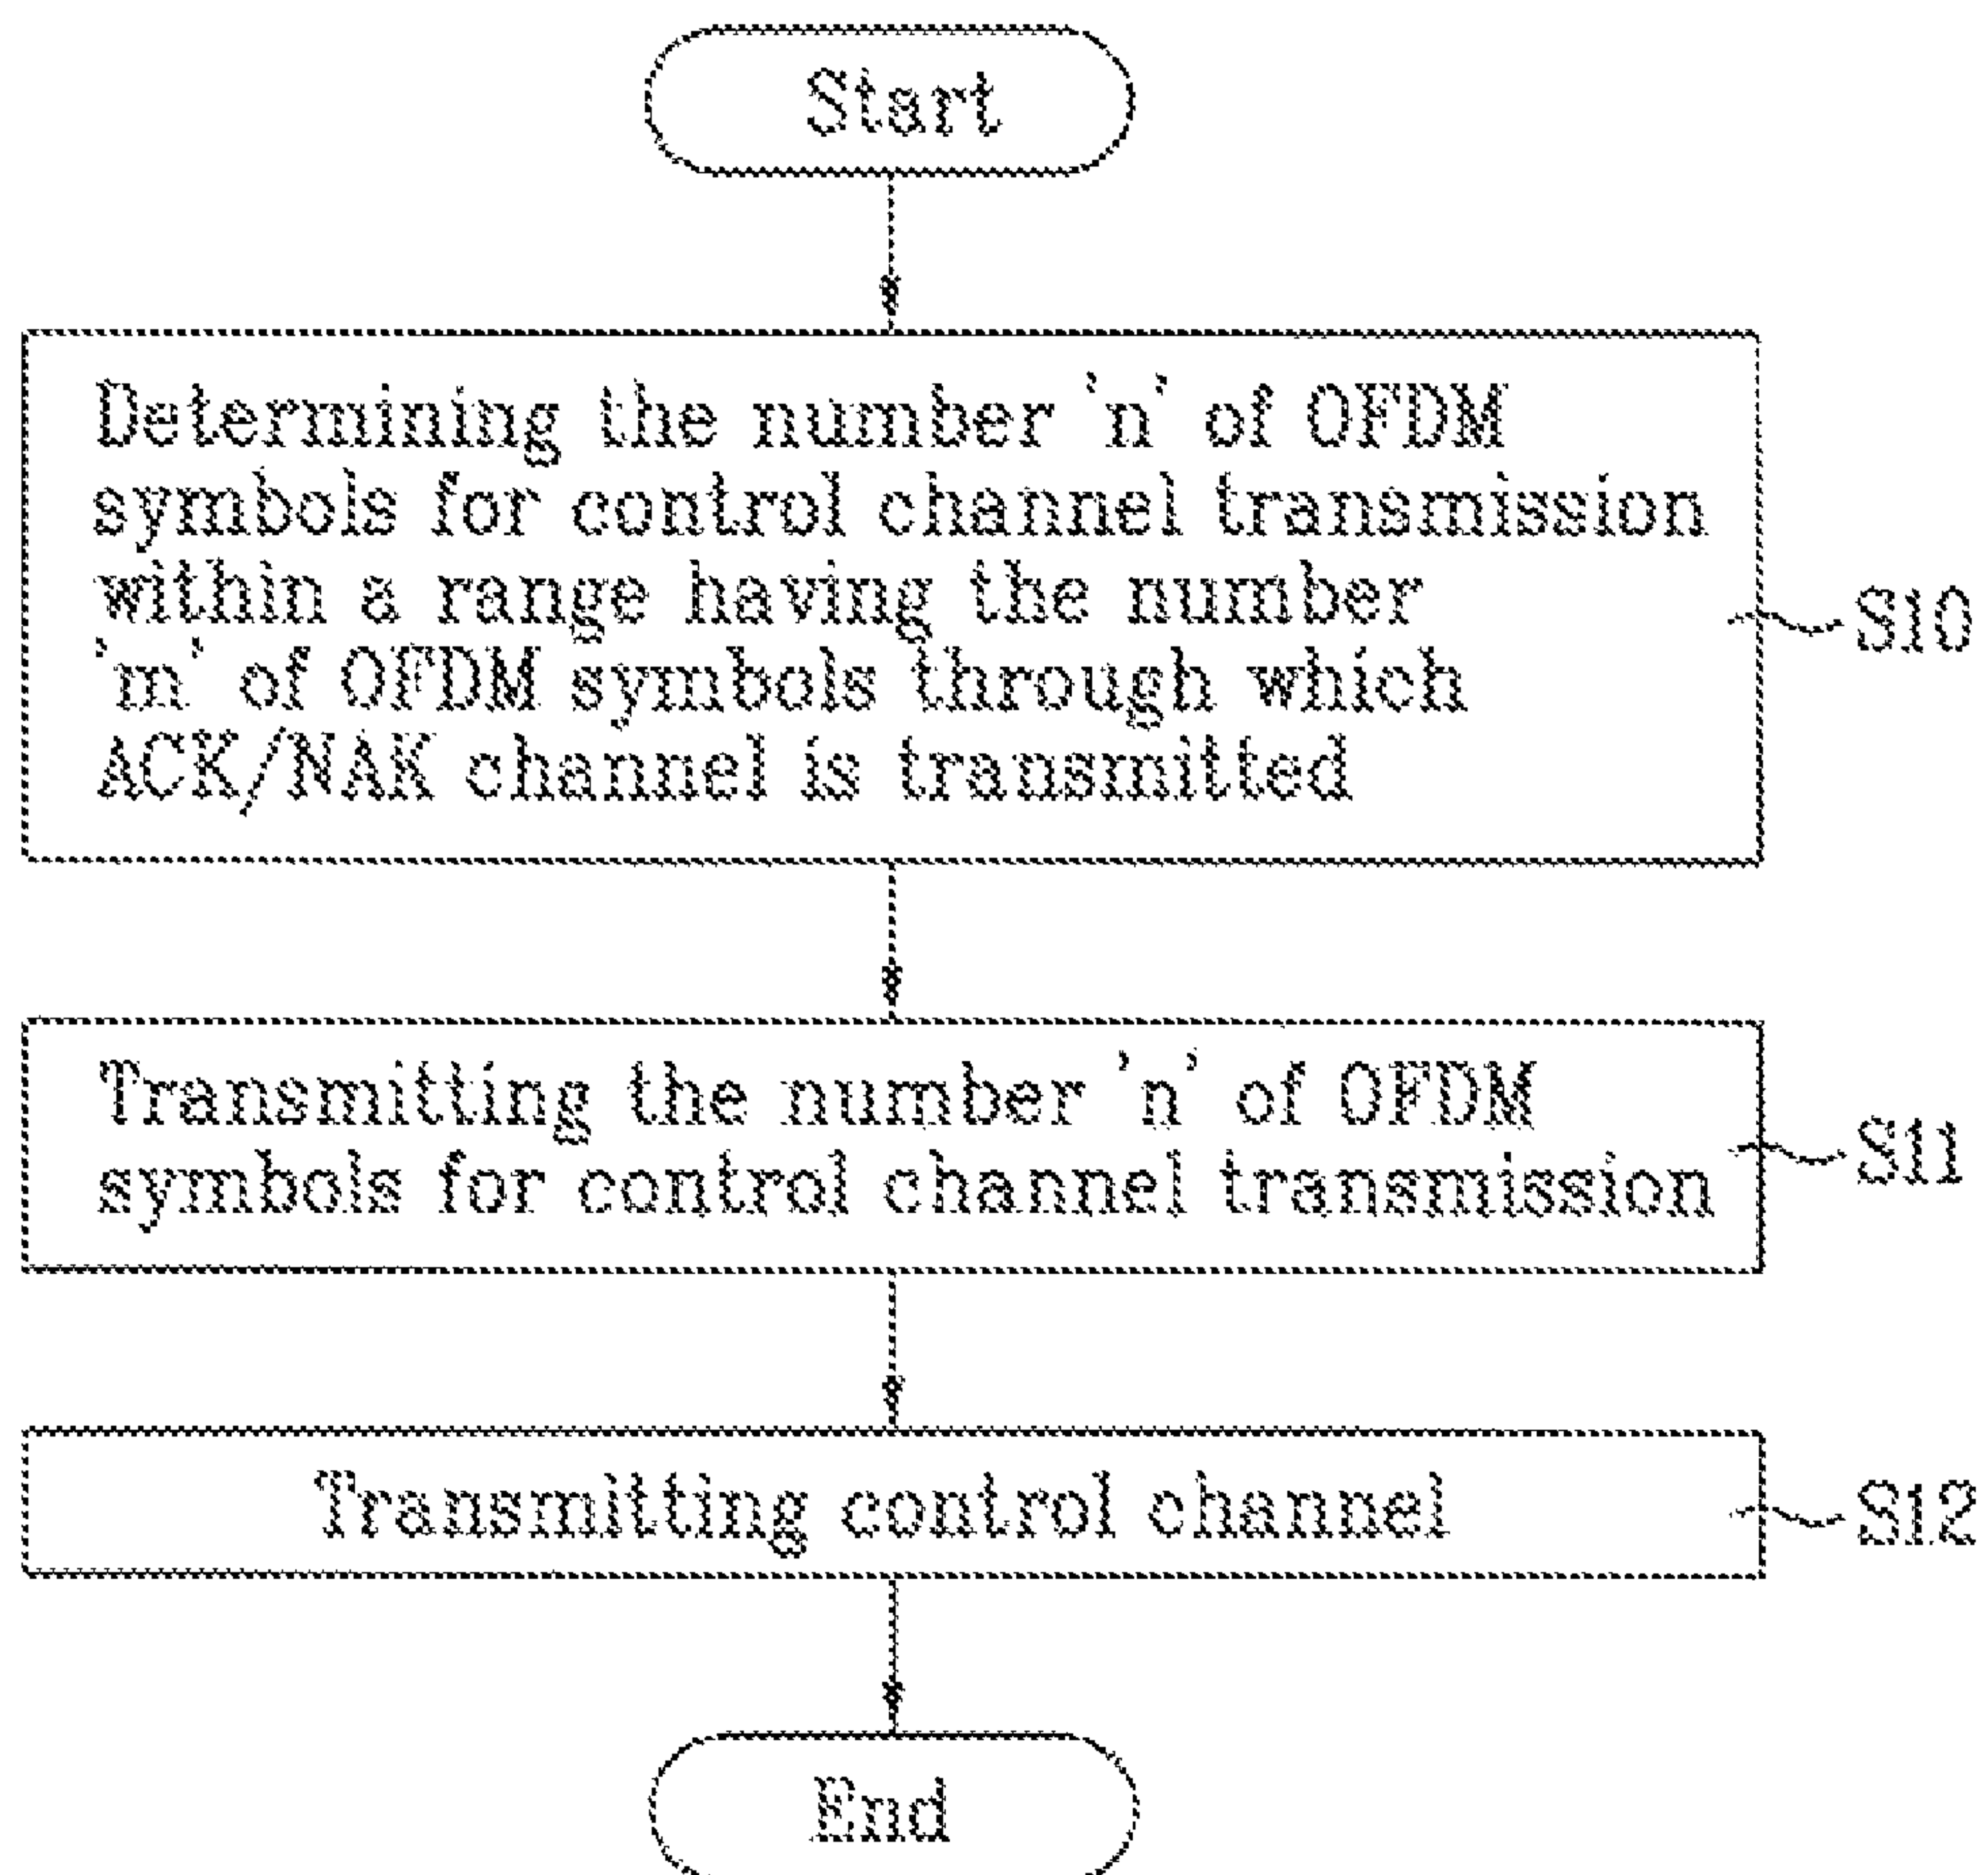 Start
Determining the number 'n' of OFDM
symbols for control channel transmission
within a range having the number
'm' of OFDM symbols through which
ACK/NAK channel is transmitted
S10
Transmitting the number 'n' of OFDM
symbols for control channel transmission
S11
Transmitting control channel
S12
End